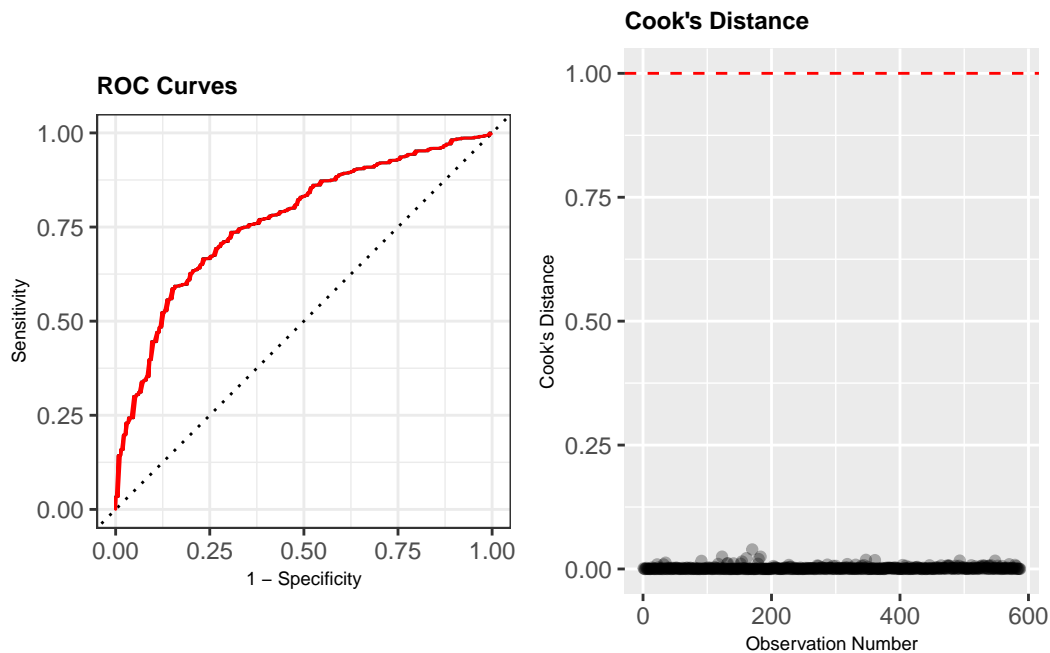 ROC Curves
1.00
0.75
0.50
0.25
0.00
Sensitivity
0.00 0.25 0.50 0.75 1.00
1 − Specificity
Cook's Distance
1.00
0.75
0.50
0.25
0.00
Cook's Distance
0 200 400 600
Observation Number